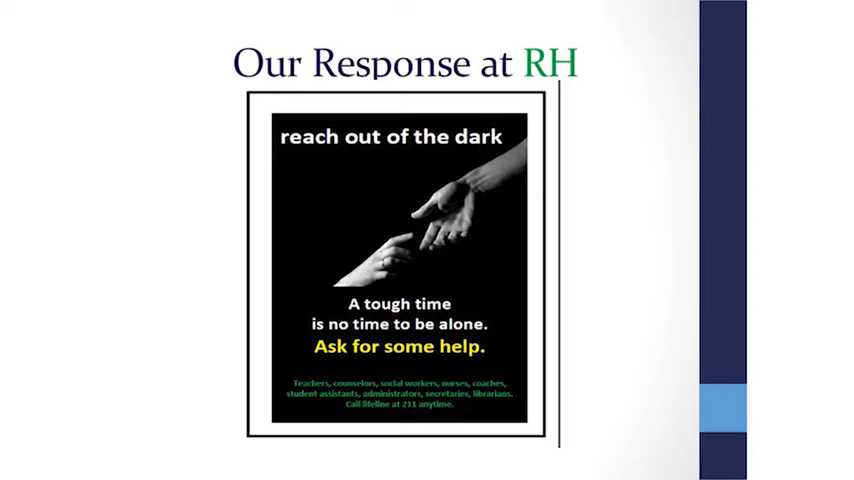 Our Response at RH
reach out of the dark
A tough time
is no time to be alone.
Ask for some help.
Teachers, counselors, social workers, nurses, coaches,
student assistants, administrators, secretaries, librarians.
Call lifeline at 211 anytime.